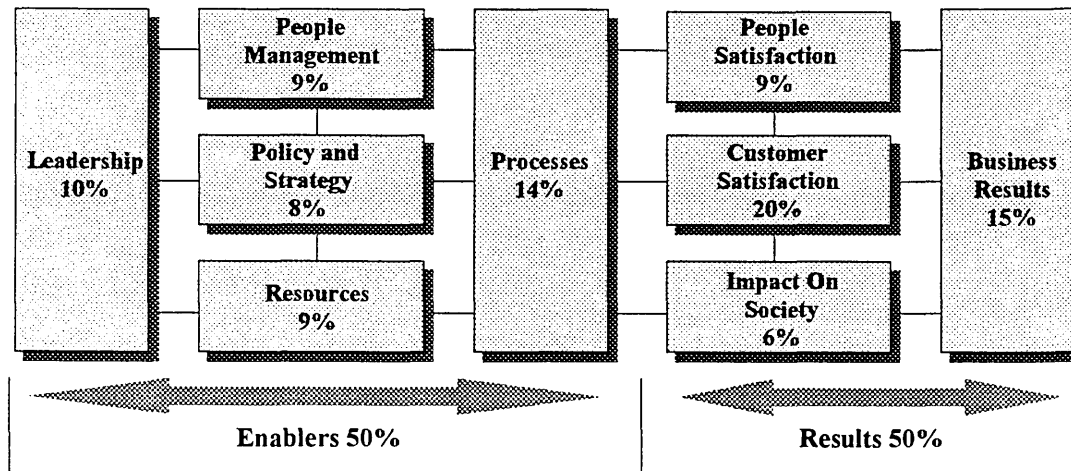 Leadership
10%
People
Management
9%
Policy and
Strategy
8%
Resources
9%
Processes
14%
People
Satisfaction
9%
Customer
Satisfaction
20%
Impact On
Society
6%
Business
Results
15%
Enablers 50%
Results 50%